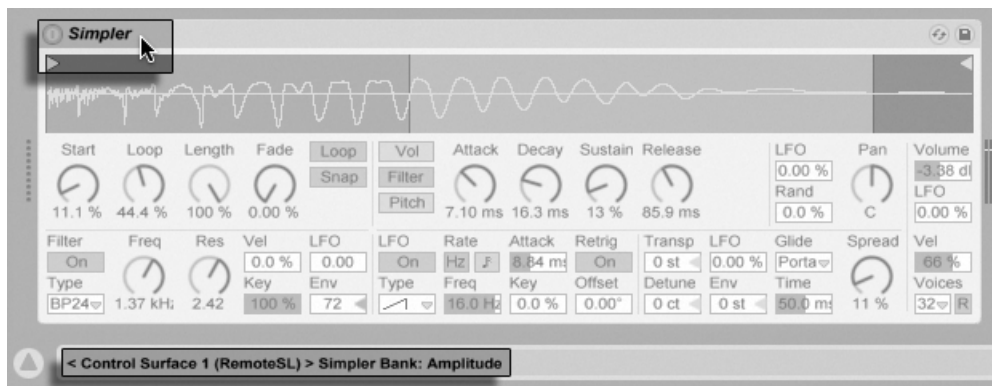 Simpler
Start Loop Length Fade Loop Vol Attack Decay Sustain Release LFO Pan Volume
Snap Filter 0.00 % -3.38 dB
Pitch Rand LFO
11.1 % 44.4 % 100 % 0.00 % 7.10 ms 16.3 ms 13 % 85.9 ms 0.0 % C 0.00 %
Filter Freq Res Vel LFO LFO Rate Attack Retrig Transp LFO Glide Spread Vel
On 0.0 % 0.00 On Hz 8.84 ms On 0 st 0.00 % Porta 66 %
Type Key Env Type Freq Key Offset Detune Env Time Voices
BP24 1.37 kHz 2.42 100 % 72 16.0 Hz 0.0 % 0.00° 0 ct 0 st 50.0 ms 11 % 32 R
< Control Surface 1 (RemoteSL) > Simpler Bank: Amplitude